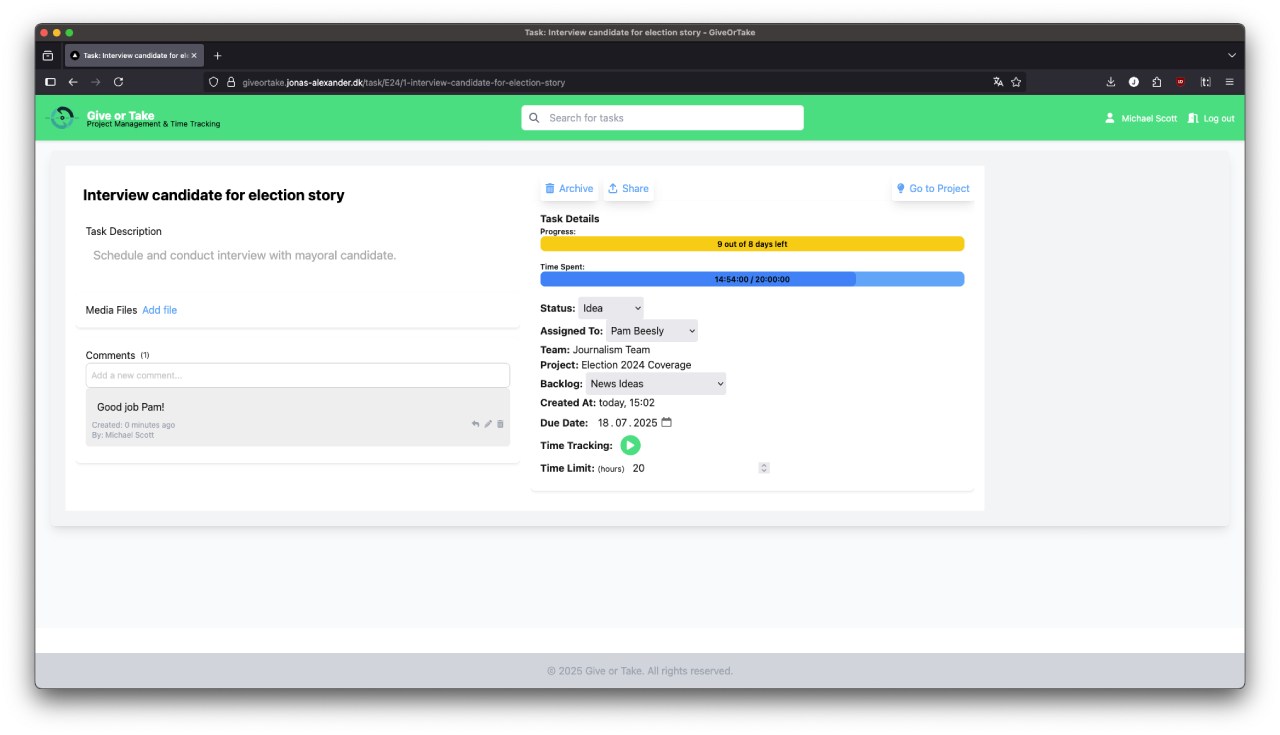 Task: Interview candidate for election story - GiveOrTake
Task: Interview candidate for ele
giveortake.jonas-alexander.dk/task/E24/1-interview-candidate-for-election-story
Give or Take
Project Management & Time Tracking
Search for tasks
Michael Scott
Log out
Interview candidate for election story
Task Description
Schedule and conduct interview with mayoral candidate.
Media Files Add file
Comments (1)
Add a new comment...
Good job Pam!
Created: 0 minutes ago
By: Michael Scott
Archive
Share
Go to Project
Task Details
Progress:
9 out of 8 days left
Time Spent:
14:54:00 / 20:00:00
Status: Idea
Assigned To: Pam Beesly
Team: Journalism Team
Project: Election 2024 Coverage
Backlog: News Ideas
Created At: today, 15:02
Due Date: 18.07.2025
Time Tracking:
Time Limit: (hours) 20
© 2025 Give or Take. All rights reserved.